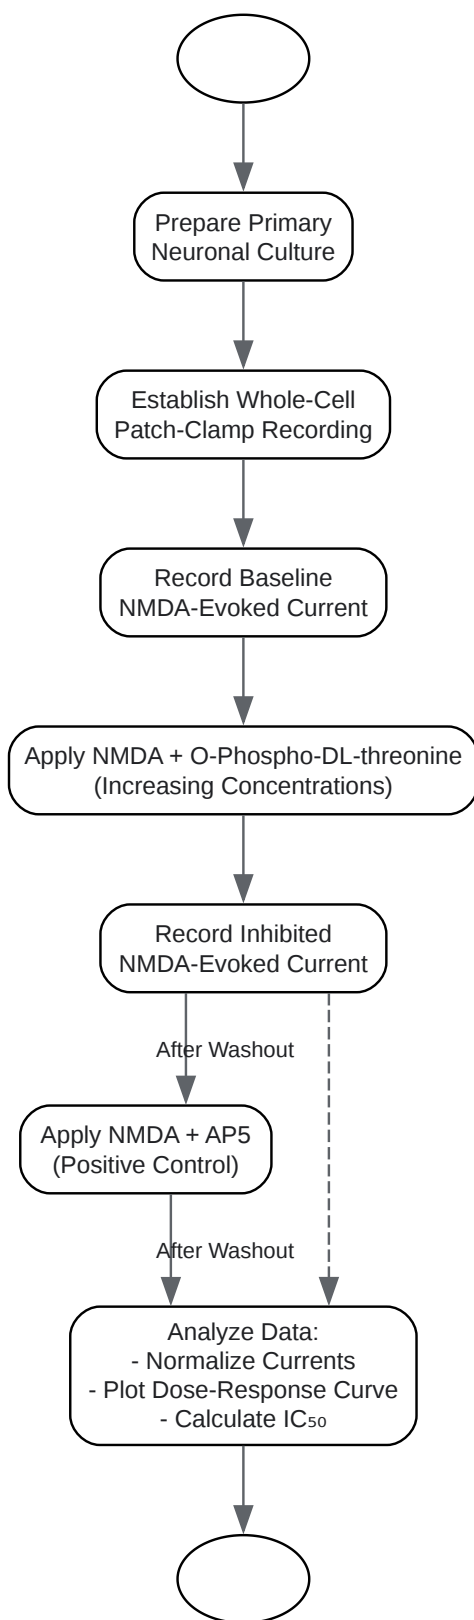 Prepare Primary
Neuronal Culture
Establish Whole-Cell
Patch-Clamp Recording
Record Baseline
NMDA-Evoked Current
Apply NMDA + O-Phospho-DL-threonine
(Increasing Concentrations)
Record Inhibited
NMDA-Evoked Current
After Washout
Apply NMDA + AP5
(Positive Control)
After Washout
Analyze Data:
- Normalize Currents
- Plot Dose-Response Curve
- Calculate IC₅₀